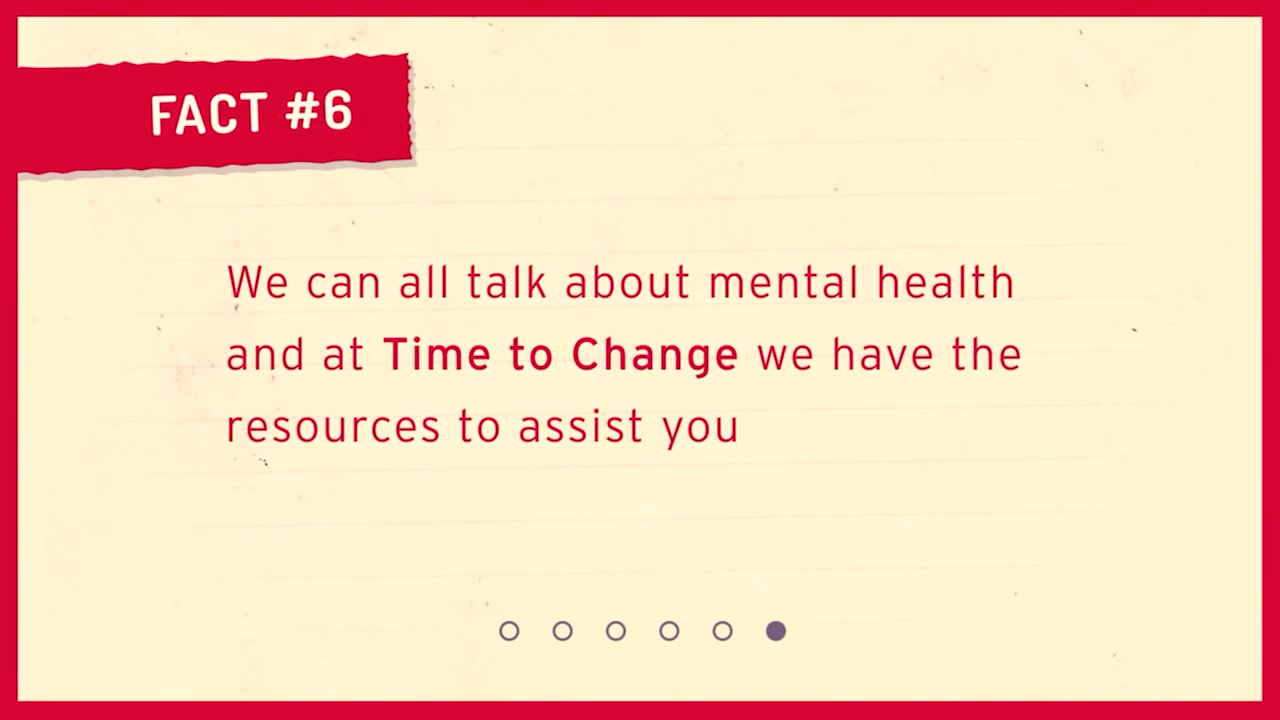 FACT #6
We can all talk about mental health
and at Time to Change we have the
resources to assist you